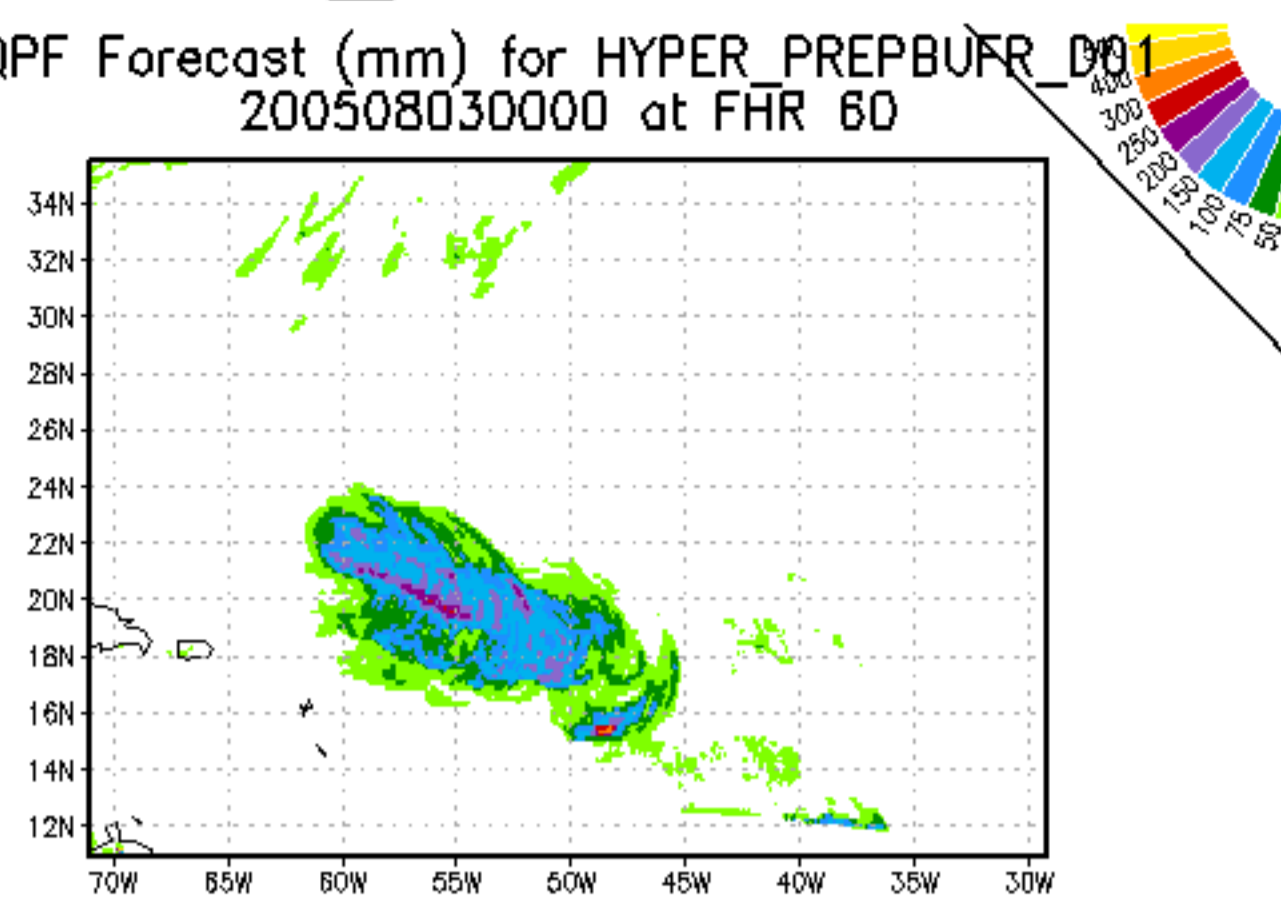 QPF Forecast (mm) for HYPER_PREPBUFR_D01
200508030000 at FHR 60
400
300
250
200
150
100
75
50
34N
32N
30N
28N
26N
24N
22N
20N
18N
16N
14N
12N
70W 65W 60W 55W 50W 45W 40W 35W 30W